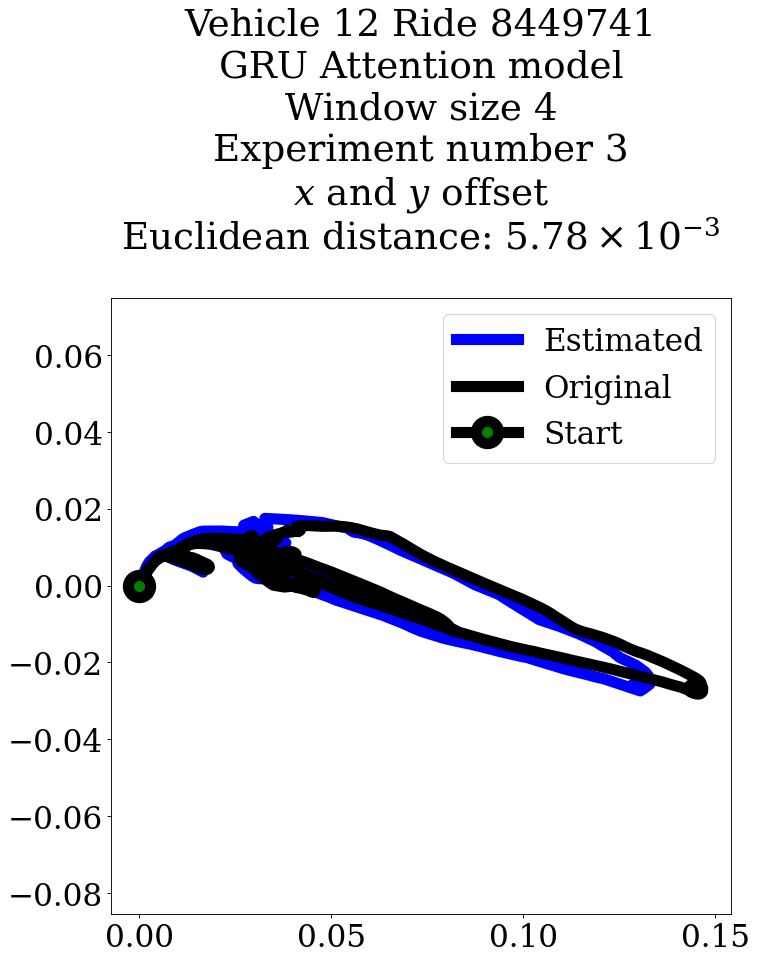 Vehicle 12 Ride 8449741
GRU Attention model
Window size 4
Experiment number 3
x and y offset
Euclidean distance: 5.78 × 10⁻³
Estimated
Original
Start
0.06
0.04
0.02
0.00
−0.02
−0.04
−0.06
−0.08
0.00 0.05 0.10 0.15